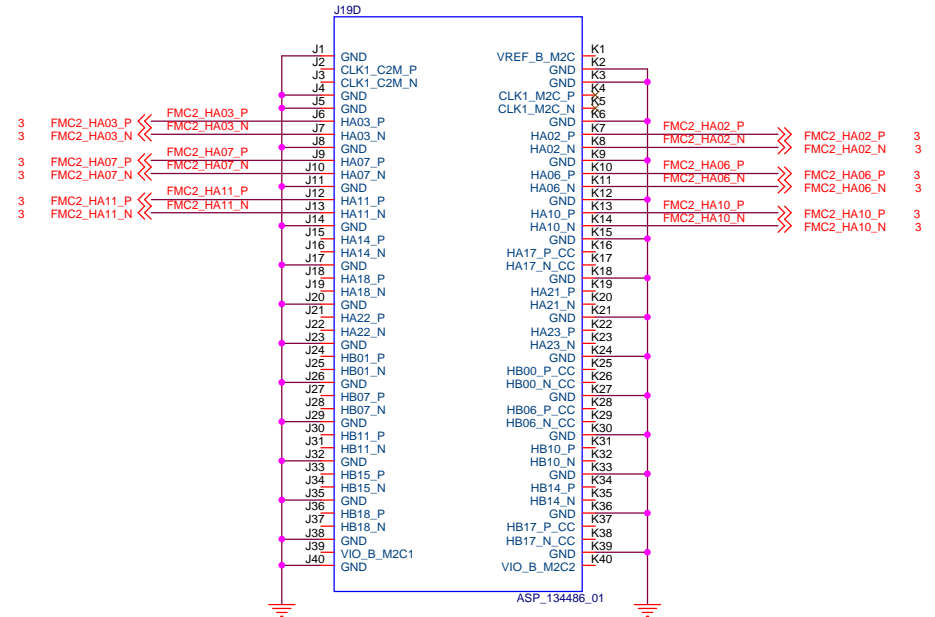 J19D
J1 GND VREF_B_M2C K1
J2 CLK1_C2M_P GND K2
J3 CLK1_C2M_N GND K3
J4 GND CLK1_M2C_P K4
J5 GND CLK1_M2C_N K5
3 FMC2_HA03_P FMC2_HA03_P J6 HA03_P GND K6
3 FMC2_HA03_N FMC2_HA03_N J7 HA03_N HA02_P K7 FMC2_HA02_P FMC2_HA02_P 3
J8 GND HA02_N K8 FMC2_HA02_N FMC2_HA02_N 3
3 FMC2_HA07_P FMC2_HA07_P J9 HA07_P GND K9
3 FMC2_HA07_N FMC2_HA07_N J10 HA07_N HA06_P K10 FMC2_HA06_P FMC2_HA06_P 3
J11 GND HA06_N K11 FMC2_HA06_N FMC2_HA06_N 3
3 FMC2_HA11_P FMC2_HA11_P J12 HA11_P GND K12
3 FMC2_HA11_N FMC2_HA11_N J13 HA11_N HA10_P K13 FMC2_HA10_P FMC2_HA10_P 3
J14 GND HA10_N K14 FMC2_HA10_N FMC2_HA10_N 3
J15 HA14_P GND K15
J16 HA14_N HA17_P_CC K16
J17 GND HA17_N_CC K17
J18 HA18_P GND K18
J19 HA18_N HA21_P K19
J20 GND HA21_N K20
J21 HA22_P GND K21
J22 HA22_N HA23_P K22
J23 GND HA23_N K23
J24 HB01_P GND K24
J25 HB01_N HB00_P_CC K25
J26 GND HB00_N_CC K26
J27 HB07_P GND K27
J28 HB07_N HB06_P_CC K28
J29 GND HB06_N_CC K29
J30 HB11_P GND K30
J31 HB11_N HB10_P K31
J32 GND HB10_N K32
J33 HB15_P GND K33
J34 HB15_N HB14_P K34
J35 GND HB14_N K35
J36 HB18_P GND K36
J37 HB18_N HB17_P_CC K37
J38 GND HB17_N_CC K38
J39 VIO_B_M2C1 GND K39
J40 GND VIO_B_M2C2 K40
ASP_134486_01